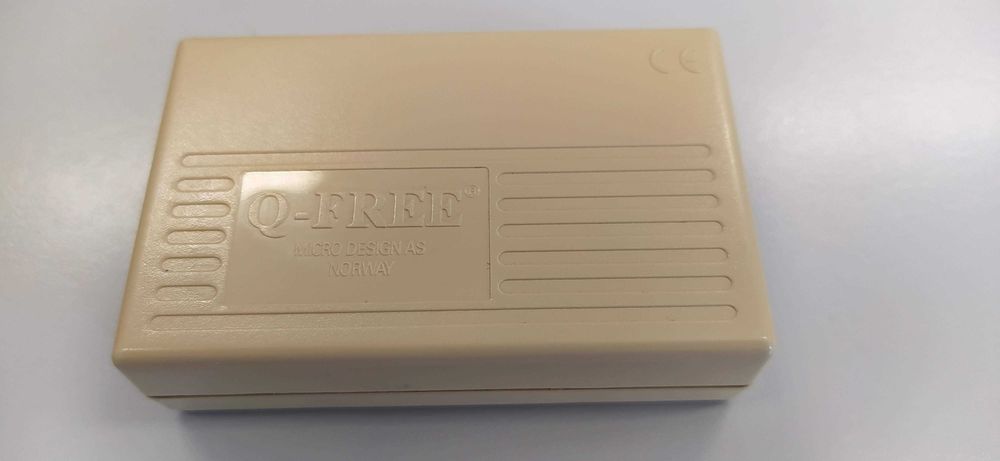 CE
Q-FREE®
MICRO DESIGN AS
NORWAY